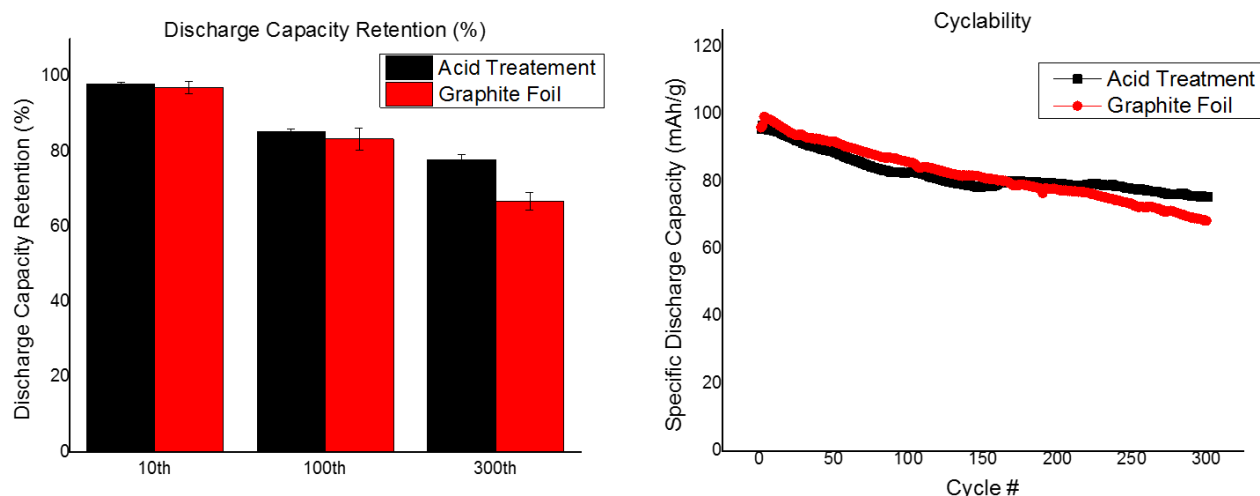 Discharge Capacity Retention (%)
Acid Treatement
Graphite Foil
Discharge Capacity Retention (%)
100
80
60
40
20
0
10th
100th
300th
Cyclability
Acid Treatment
Graphite Foil
Specific Discharge Capacity (mAh/g)
120
100
80
60
40
20
0
0
50
100
150
200
250
300
Cycle #